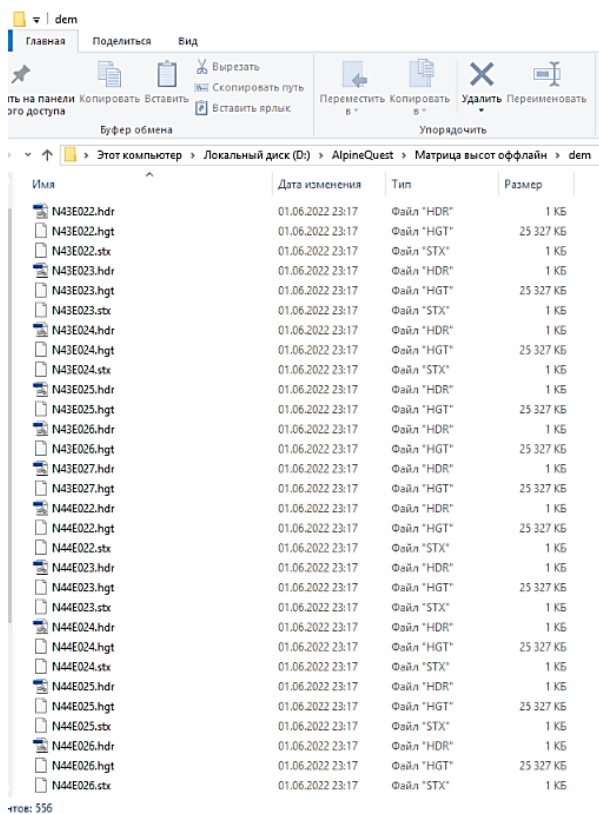 dem
Главная Поделиться Вид
Вырезать
Скопировать путь
Вставить ярлык
ть на панели Копировать Вставить
ого доступа
Переместить в Копировать в Удалить Переименовать
Буфер обмена Упорядочить
Этот компьютер > Локальный диск (D:) > AlpineQuest > Матрица высот оффлайн > dem
Имя Дата изменения Тип Размер
N43E022.hdr 01.06.2022 23:17 Файл "HDR" 1 КБ
N43E022.hgt 01.06.2022 23:17 Файл "HGT" 25 327 КБ
N43E022.stx 01.06.2022 23:17 Файл "STX" 1 КБ
N43E023.hdr 01.06.2022 23:17 Файл "HDR" 1 КБ
N43E023.hgt 01.06.2022 23:17 Файл "HGT" 25 327 КБ
N43E023.stx 01.06.2022 23:17 Файл "STX" 1 КБ
N43E024.hdr 01.06.2022 23:17 Файл "HDR" 1 КБ
N43E024.hgt 01.06.2022 23:17 Файл "HGT" 25 327 КБ
N43E024.stx 01.06.2022 23:17 Файл "STX" 1 КБ
N43E025.hdr 01.06.2022 23:17 Файл "HDR" 1 КБ
N43E025.hgt 01.06.2022 23:17 Файл "HGT" 25 327 КБ
N43E026.hdr 01.06.2022 23:17 Файл "HDR" 1 КБ
N43E026.hgt 01.06.2022 23:17 Файл "HGT" 25 327 КБ
N43E027.hdr 01.06.2022 23:17 Файл "HDR" 1 КБ
N43E027.hgt 01.06.2022 23:17 Файл "HGT" 25 327 КБ
N44E022.hdr 01.06.2022 23:17 Файл "HDR" 1 КБ
N44E022.hgt 01.06.2022 23:17 Файл "HGT" 25 327 КБ
N44E022.stx 01.06.2022 23:17 Файл "STX" 1 КБ
N44E023.hdr 01.06.2022 23:17 Файл "HDR" 1 КБ
N44E023.hgt 01.06.2022 23:17 Файл "HGT" 25 327 КБ
N44E023.stx 01.06.2022 23:17 Файл "STX" 1 КБ
N44E024.hdr 01.06.2022 23:17 Файл "HDR" 1 КБ
N44E024.hgt 01.06.2022 23:17 Файл "HGT" 25 327 КБ
N44E024.stx 01.06.2022 23:17 Файл "STX" 1 КБ
N44E025.hdr 01.06.2022 23:17 Файл "HDR" 1 КБ
N44E025.hgt 01.06.2022 23:17 Файл "HGT" 25 327 КБ
N44E025.stx 01.06.2022 23:17 Файл "STX" 1 КБ
N44E026.hdr 01.06.2022 23:17 Файл "HDR" 1 КБ
N44E026.hgt 01.06.2022 23:17 Файл "HGT" 25 327 КБ
N44E026.stx 01.06.2022 23:17 Файл "STX" 1 КБ
нтов: 556